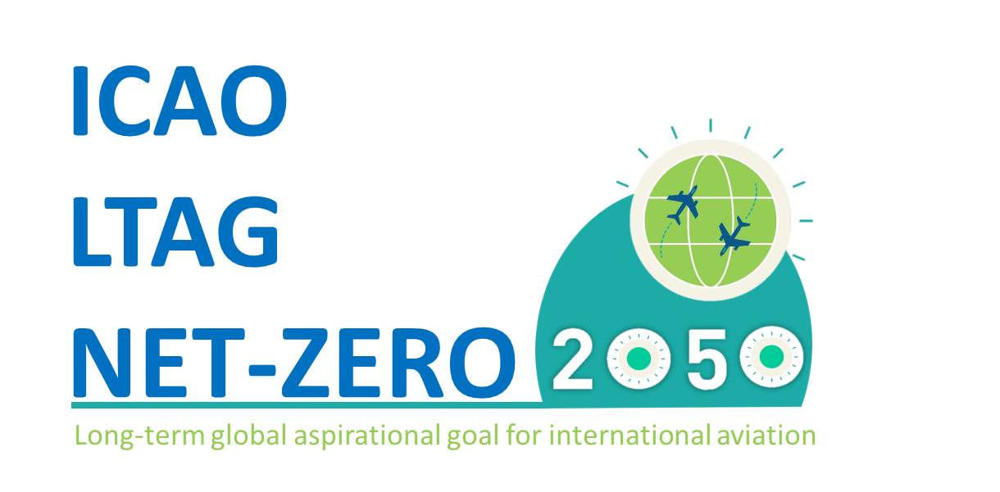 ICAO
LTAG
NET-ZERO 2050
Long-term global aspirational goal for international aviation